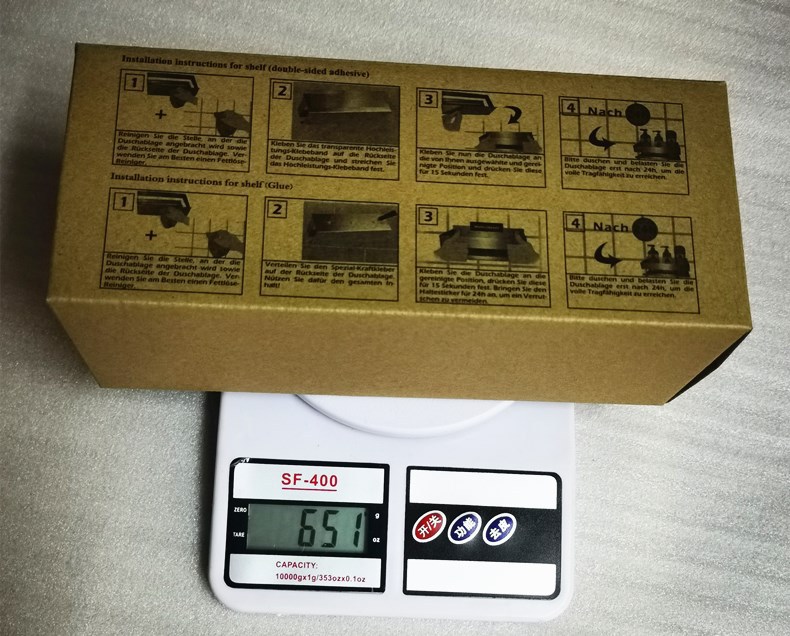 Installation instructions for shelf (double-sided adhesive)
1
+
Reinigen Sie die Stelle, an der die
Duschablage angebracht wird sowie
die Rückseite der Duschablage. Ver-
wenden Sie am Besten einen Fettlöse-
Reiniger.
2
Kleben Sie das transparente Hochleis-
tungs-Klebeband auf die Rückseite
der Duschablage und streichen Sie
das Hochleistungs-Klebeband fest.
3
Kleben Sie nun die Duschablage an
die von Ihnen ausgewählte und gerei-
nigte Position und drücken Sie diese
für 15 Sekunden fest.
4 Nach
Bitte duschen und belasten Sie die
Duschablage erst nach 24h, um die
volle Tragfähigkeit zu erreichen.
Installation instructions for shelf (Glue)
1
+
Reinigen Sie die Stelle, an der die
Duschablage angebracht wird sowie
die Rückseite der Duschablage. Ver-
wenden Sie am Besten einen Fettlöse-
Reiniger.
2
Verteilen Sie den Spezial-Kraftkleber
auf der Rückseite der Duschablage.
Nutzen Sie dafür den gesamten In-
halt!
3
Kleben Sie die Duschablage an die
gereinigte Position, drücken Sie diese
für 15 Sekunden fest. Bringen Sie den
Haltesticker für 24h an, um ein Verrut-
schen zu vermeiden.
4 Nach
Bitte duschen und belasten Sie die
Duschablage erst nach 24h, um die
volle Tragfähigkeit zu erreichen.
SF-400
ZERO
TARE
651
g
oz
CAPACITY:
10000gx1g/353ozx0.1oz
开/关
功能
去皮